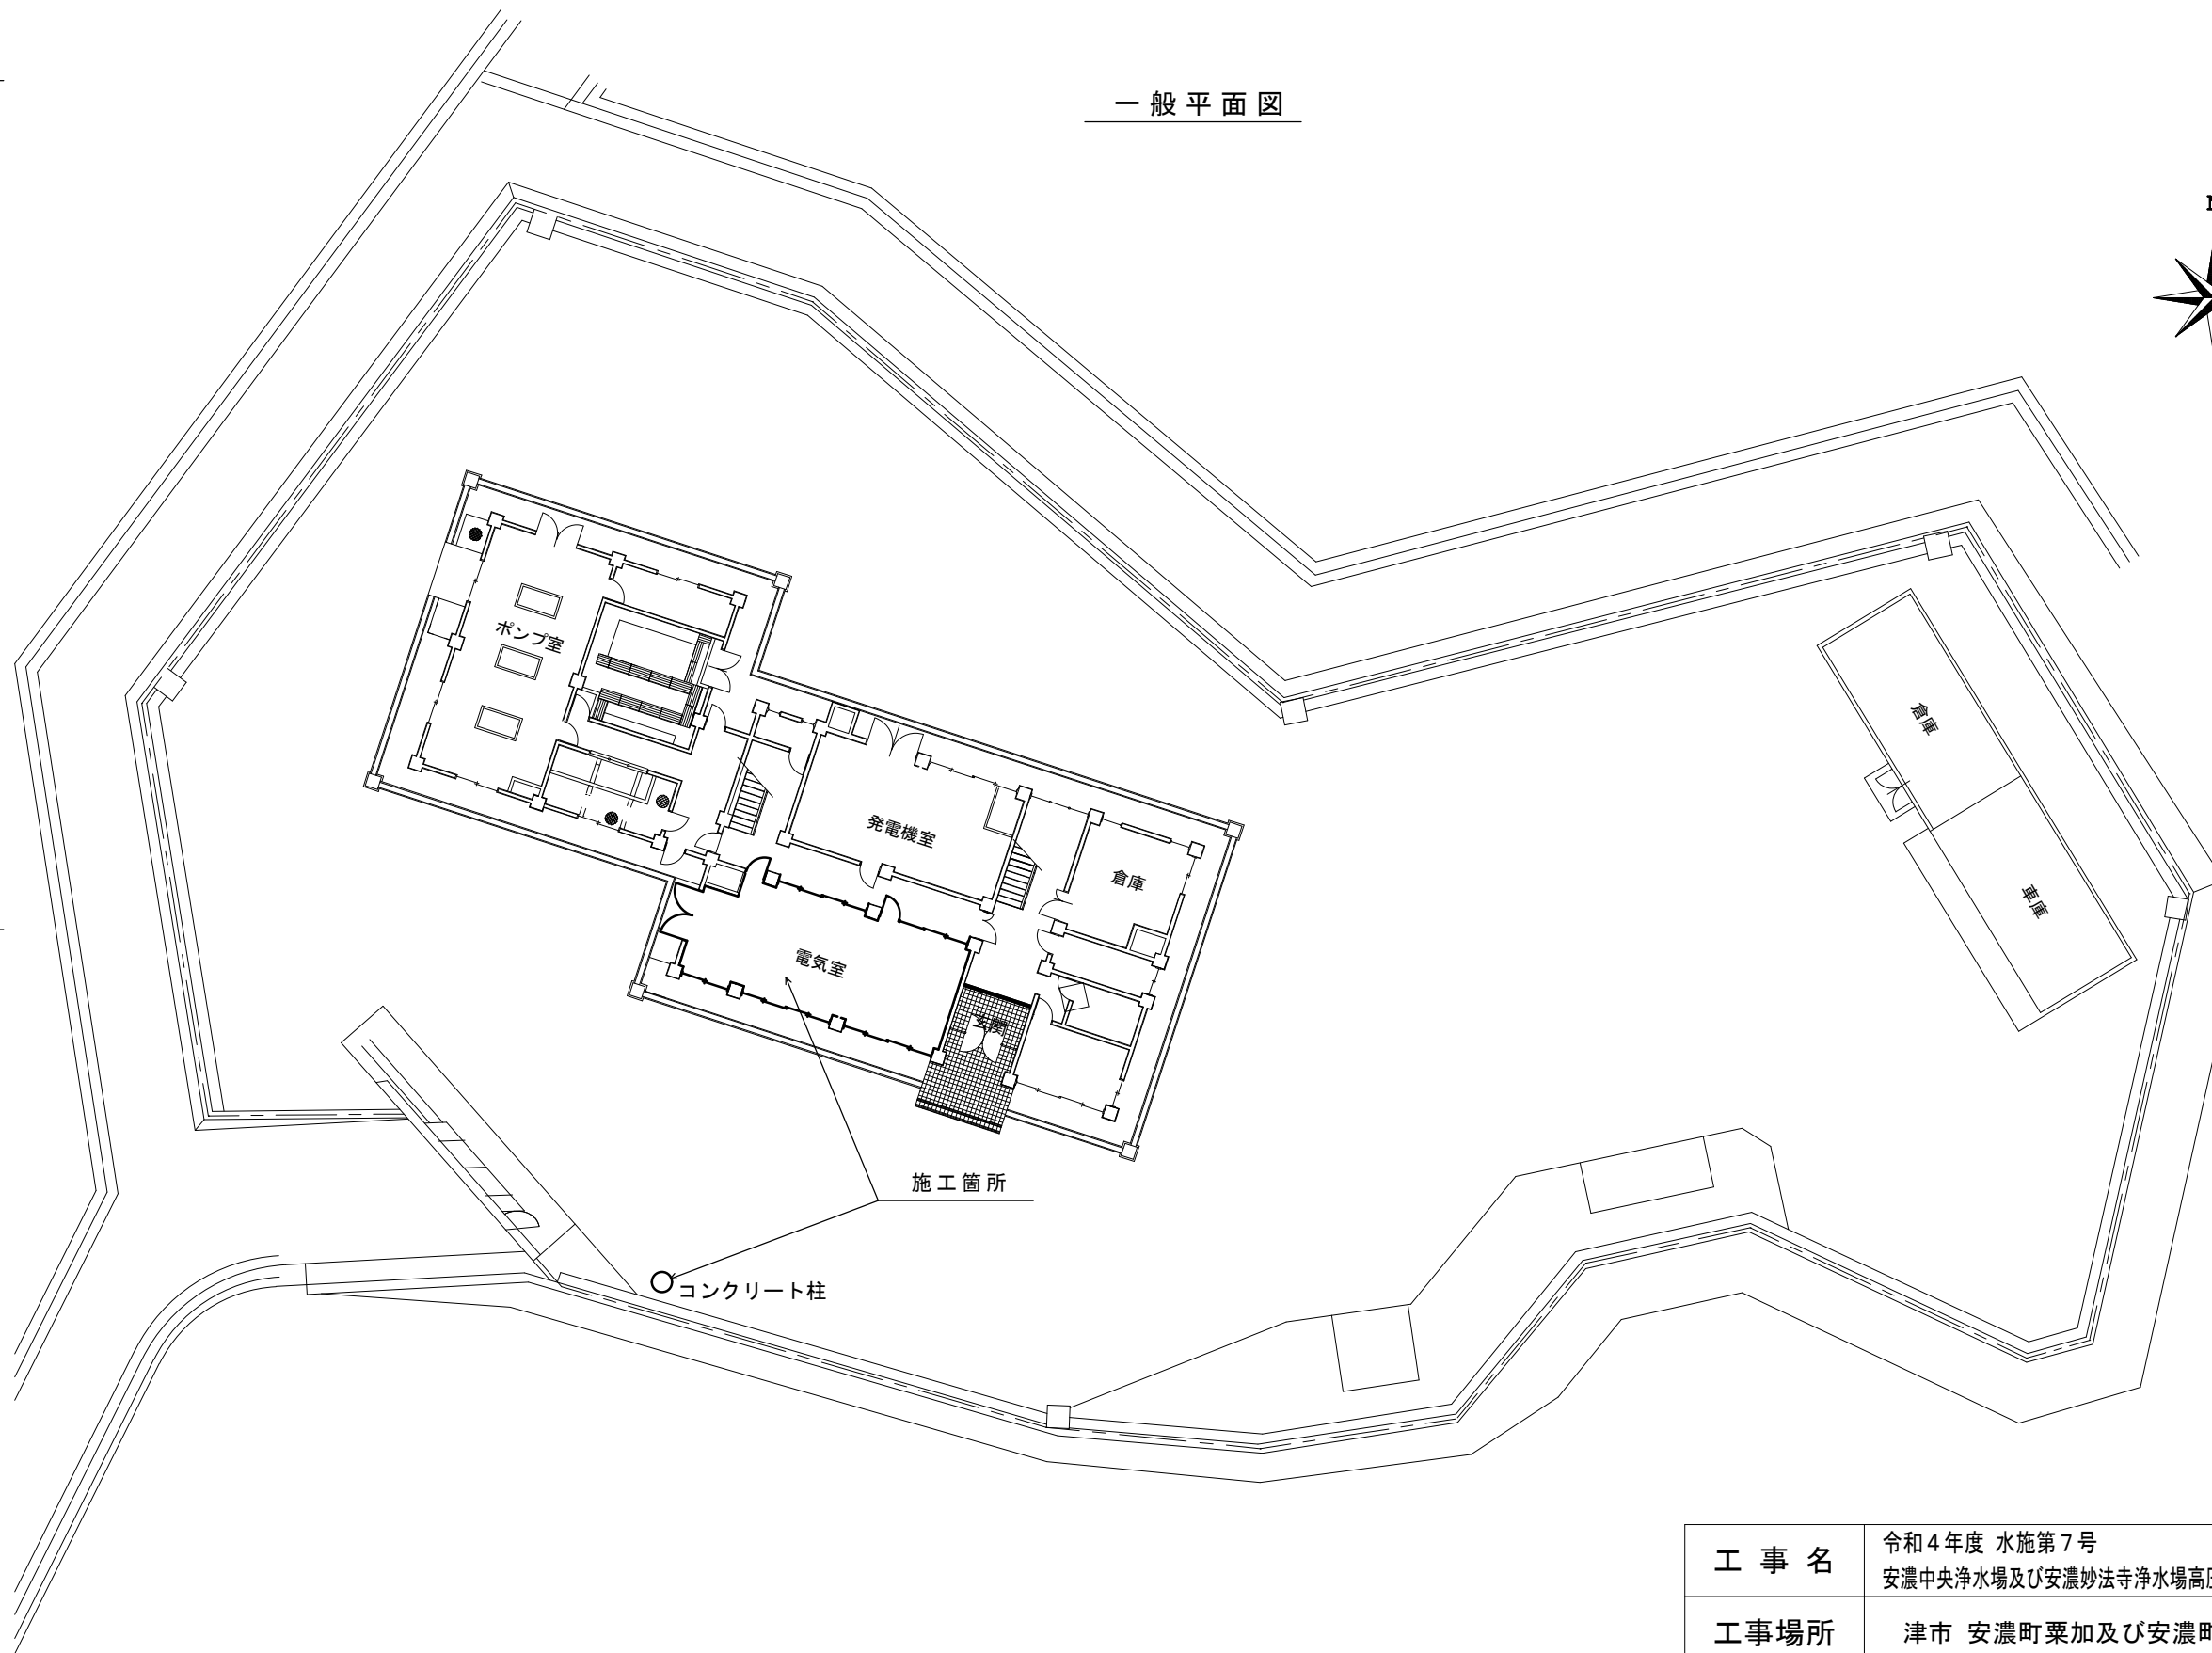 一般平面図
ポンプ室
発電機室
倉庫
電気室
玄関
倉庫
車庫
施工箇所
コンクリート柱
工事名
令和4年度 水施第7号
安濃中央浄水場及び安濃妙法寺浄水場高
工事場所
津市 安濃町粟加及び安濃町